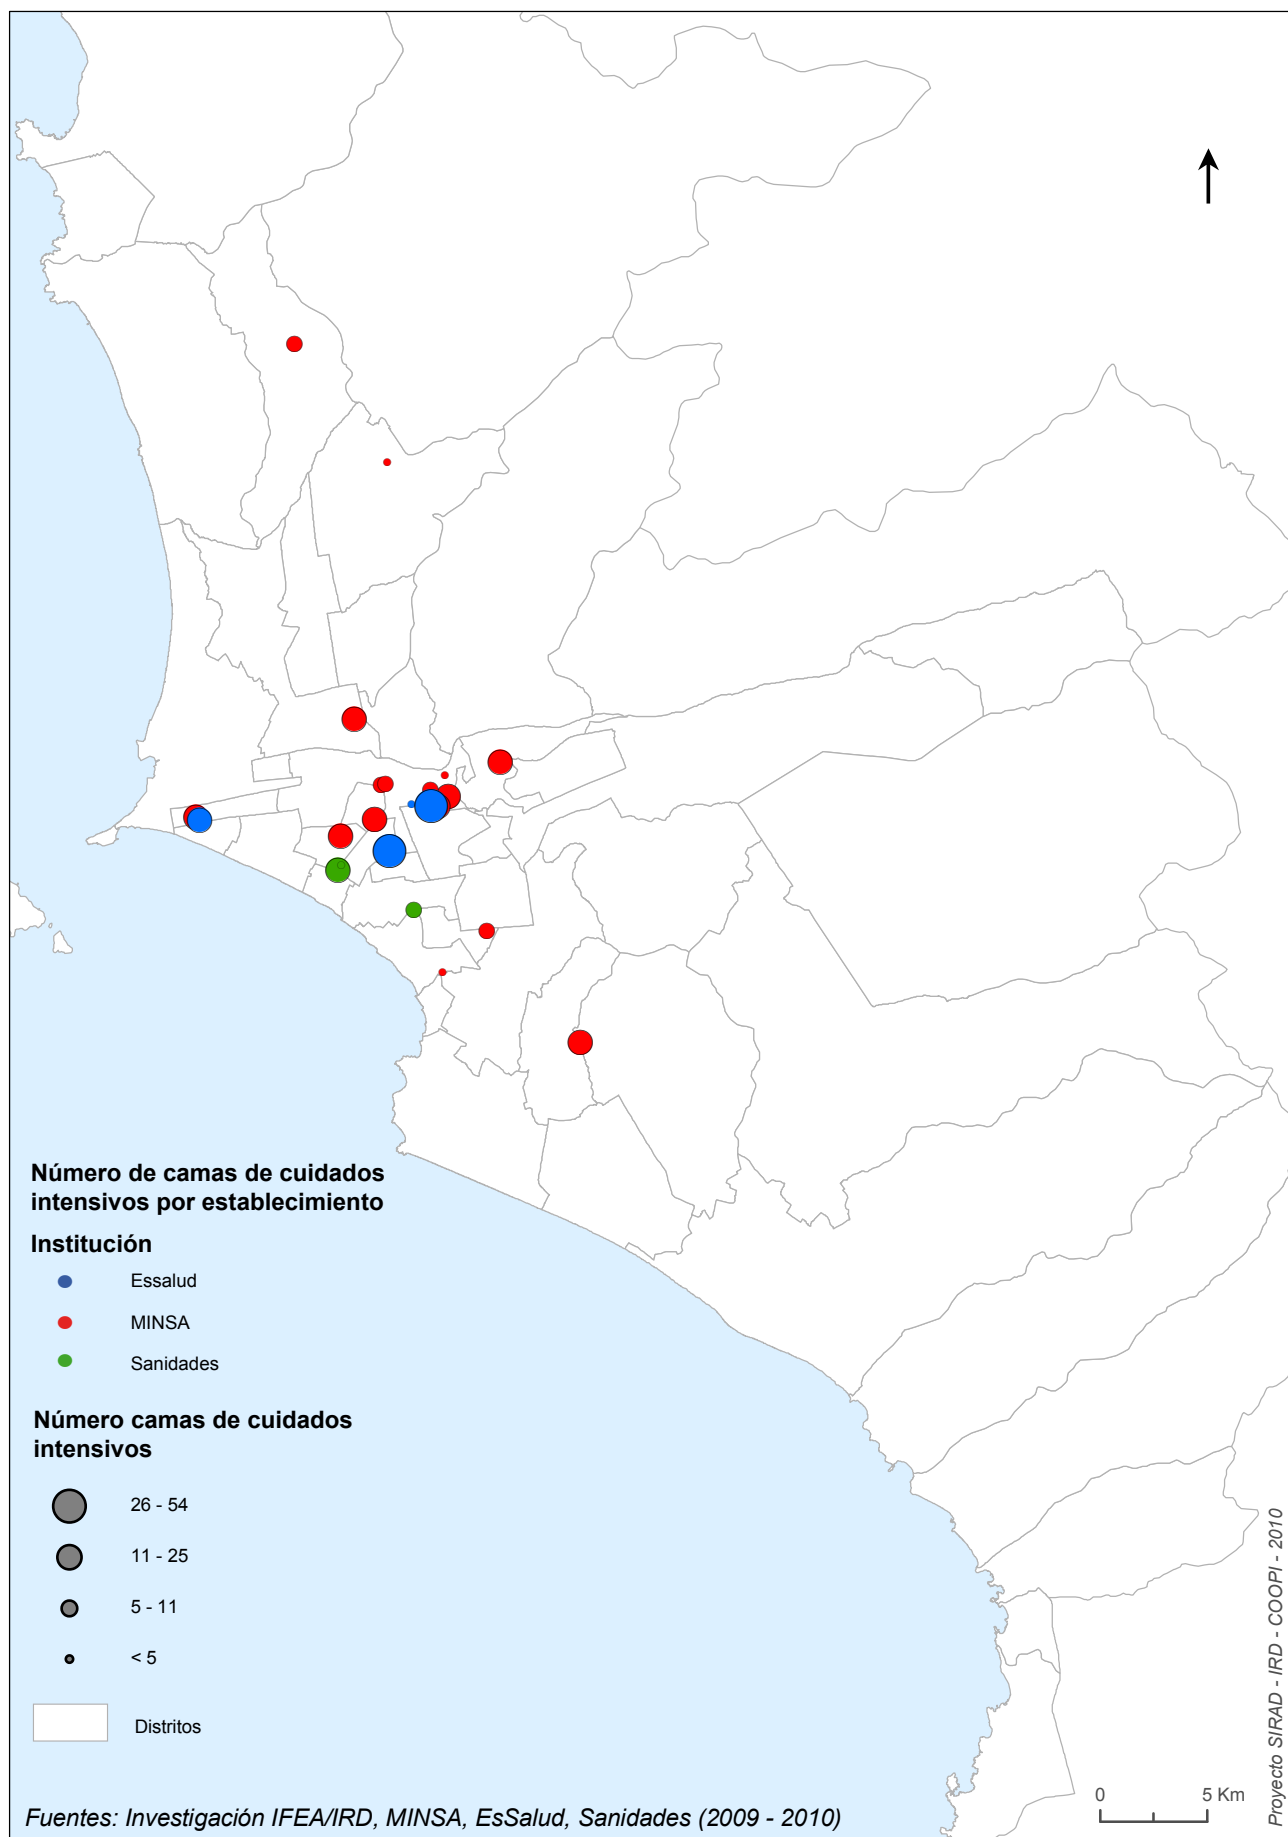 Número de camas de cuidados
intensivos por establecimiento
Institución
Essalud
MINSA
Sanidades
Número camas de cuidados
intensivos
26 - 54
11 - 25
5 - 11
< 5
Distritos
Fuentes: Investigación IFEA/IRD, MINSA, EsSalud, Sanidades (2009 - 2010)
0 5 Km
Proyecto SIRAD - IRD - COOPI - 2010